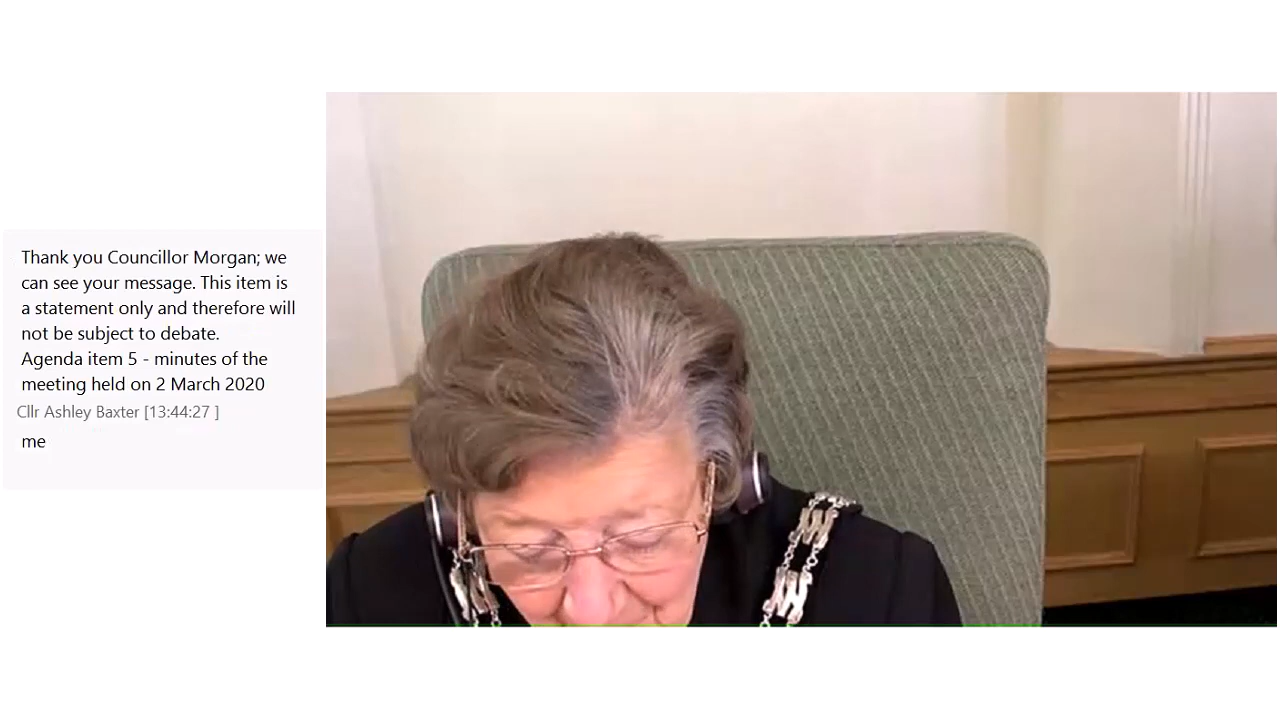 Thank you Councillor Morgan; we
can see your message. This item is
a statement only and therefore will
not be subject to debate.
Agenda item 5 - minutes of the
meeting held on 2 March 2020
Cllr Ashley Baxter [13:44:27 ]
me